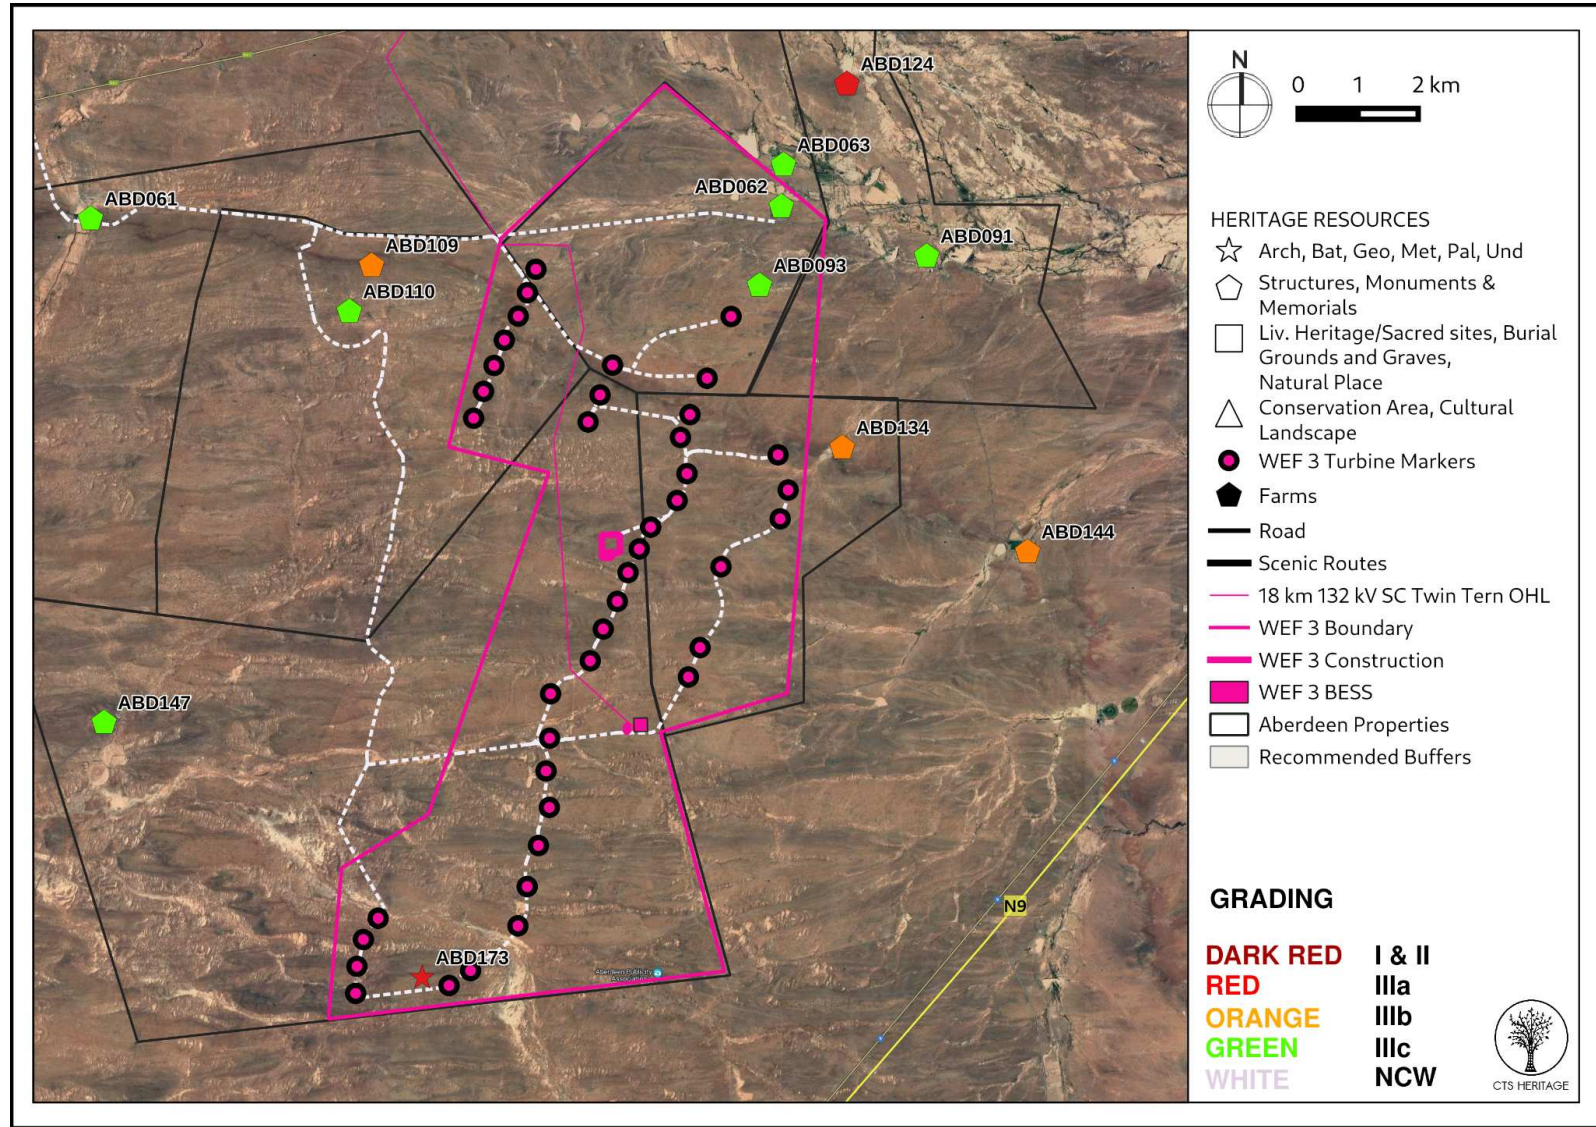 ABD124
ABD063
ABD062
ABD061
ABD091
ABD109
ABD093
ABD110
ABD134
ABD144
ABD147
N9
ABD173
Aberdeen Publicity
Association
N
0 1 2 km
HERITAGE RESOURCES
Arch, Bat, Geo, Met, Pal, Und
Structures, Monuments &
Memorials
Liv. Heritage/Sacred sites, Burial
Grounds and Graves,
Natural Place
Conservation Area, Cultural
Landscape
WEF 3 Turbine Markers
Farms
Road
Scenic Routes
18 km 132 kV SC Twin Tern OHL
WEF 3 Boundary
WEF 3 Construction
WEF 3 BESS
Aberdeen Properties
Recommended Buffers
GRADING
DARK RED I & II
RED IIIa
ORANGE IIIb
GREEN IIIc
WHITE NCW
CTS HERITAGE